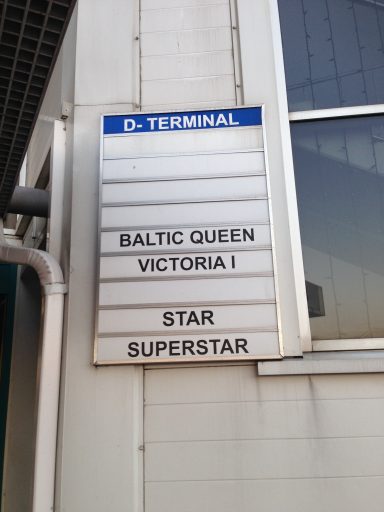 D- TERMINAL
BALTIC QUEEN
VICTORIA I
STAR
SUPERSTAR